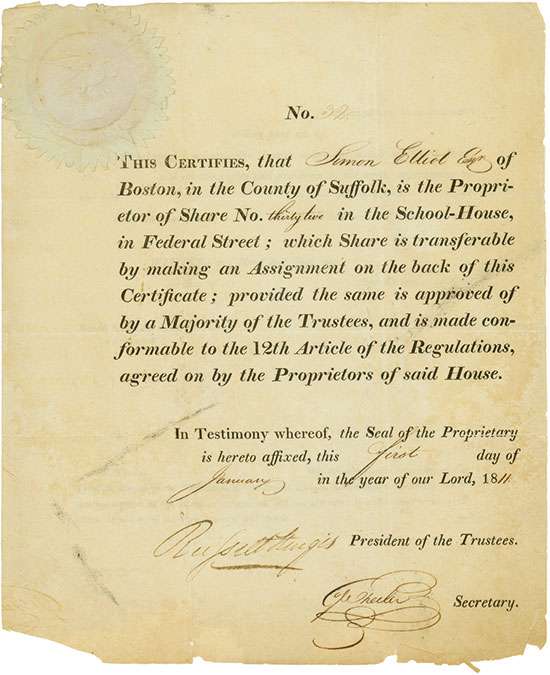 No. 32
THIS CERTIFIES, that Simon Elliot Esqr of
Boston, in the County of Suffolk, is the Propri-
etor of Share No. thirty two in the School-House,
in Federal Street; which Share is transferable
by making an Assignment on the back of this
Certificate; provided the same is approved of
by a Majority of the Trustees, and is made con-
formable to the 12th Article of the Regulations,
agreed on by the Proprietors of said House.
In Testimony whereof, the Seal of the Proprietary
is hereto affixed, this first day of
January in the year of our Lord, 1811
Russell Sturgis President of the Trustees.
Secretary.